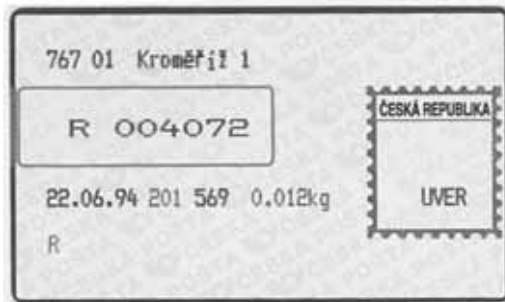 767 01 Kroměříž 1
ČESKÁ REPUBLIKA
R 004072
22.06.94 201 569 0.012kg
UVER
R